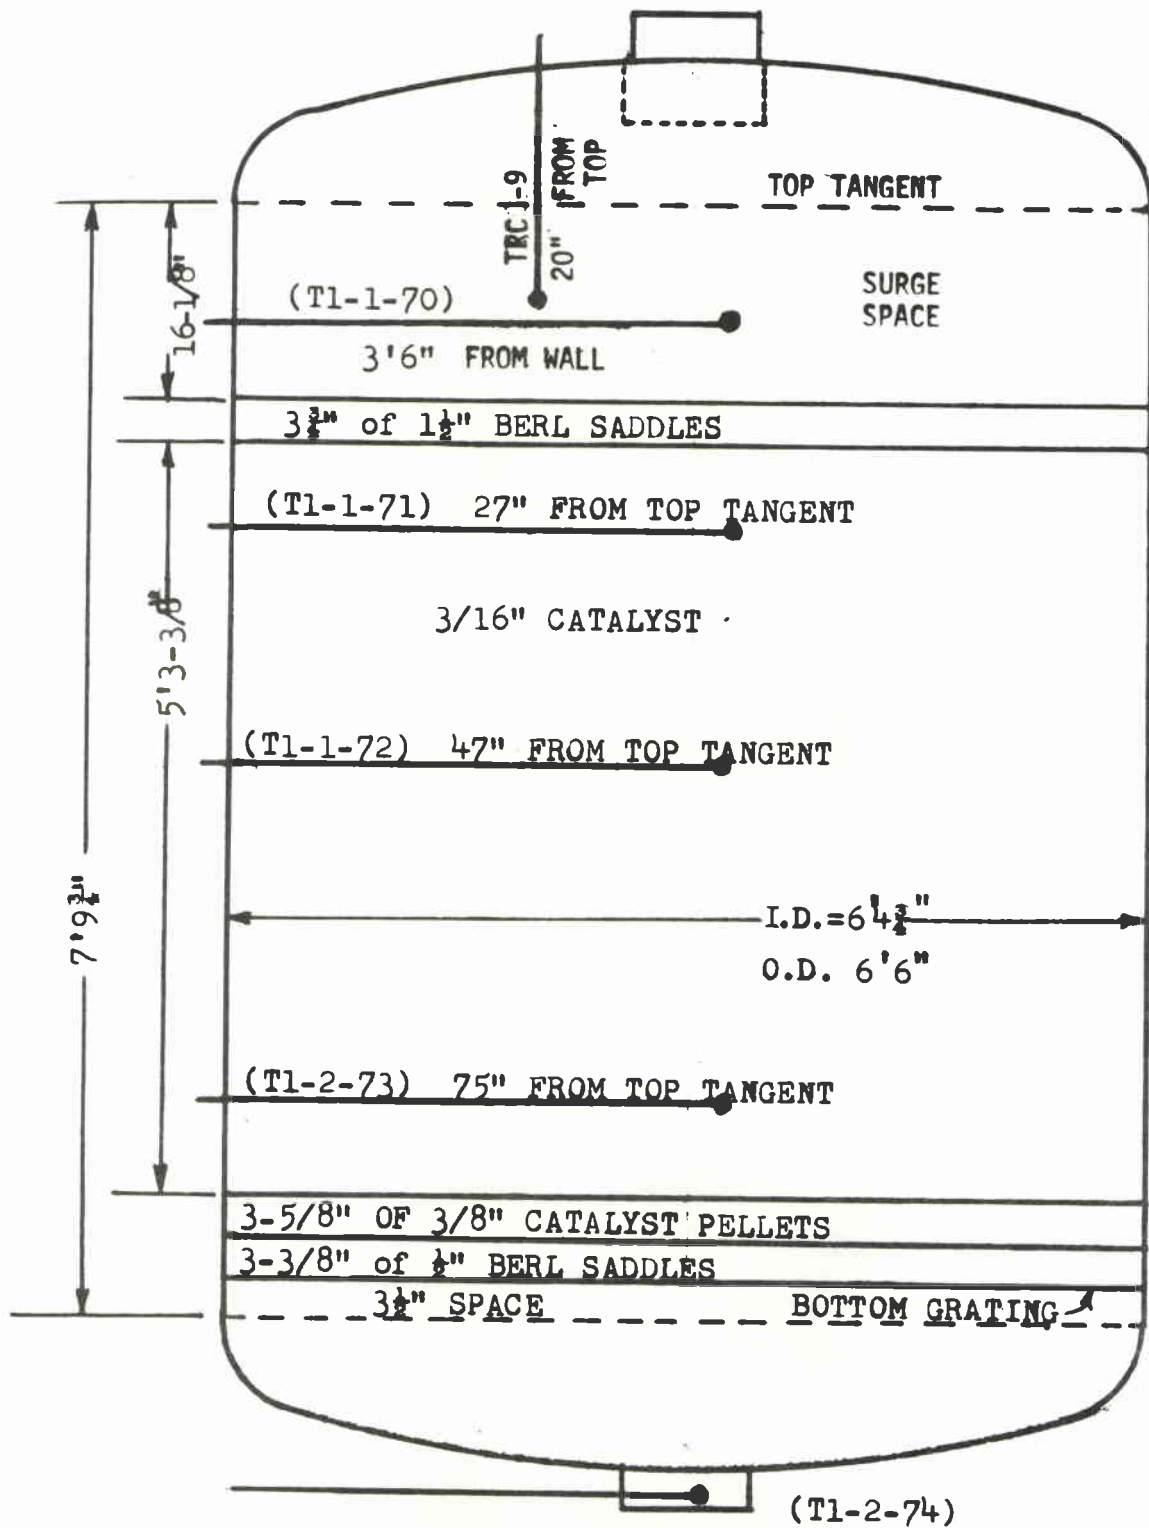 TRC 1-9
20" FROM
TOP
TOP TANGENT
SURGE
SPACE
16-1/8"
(T1-1-70)
3'6" FROM WALL
3¾" of 1½" BERL SADDLES
(T1-1-71) 27" FROM TOP TANGENT
3/16" CATALYST
5'3-3/8"
(T1-1-72) 47" FROM TOP TANGENT
7'9¾"
I.D.=6'4¾"
O.D. 6'6"
(T1-2-73) 75" FROM TOP TANGENT
3-5/8" OF 3/8" CATALYST PELLETS
3-3/8" of ½" BERL SADDLES
3½" SPACE
BOTTOM GRATING
(T1-2-74)